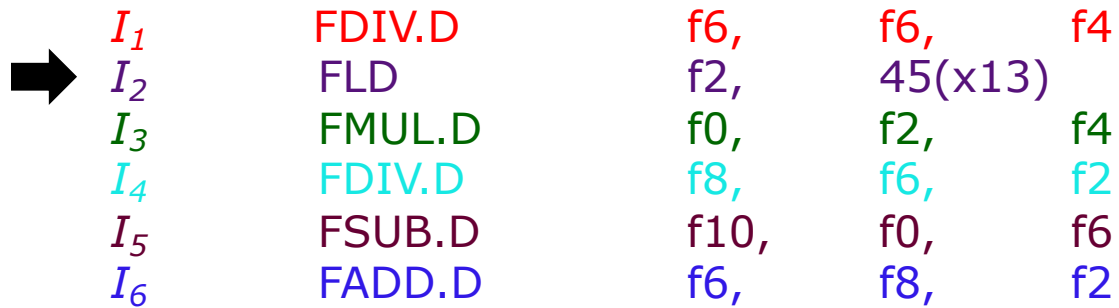 I1 FDIV.D f6, f6, f4
I2 FLD f2, 45(x13)
I3 FMUL.D f0, f2, f4
I4 FDIV.D f8, f6, f2
I5 FSUB.D f10, f0, f6
I6 FADD.D f6, f8, f2